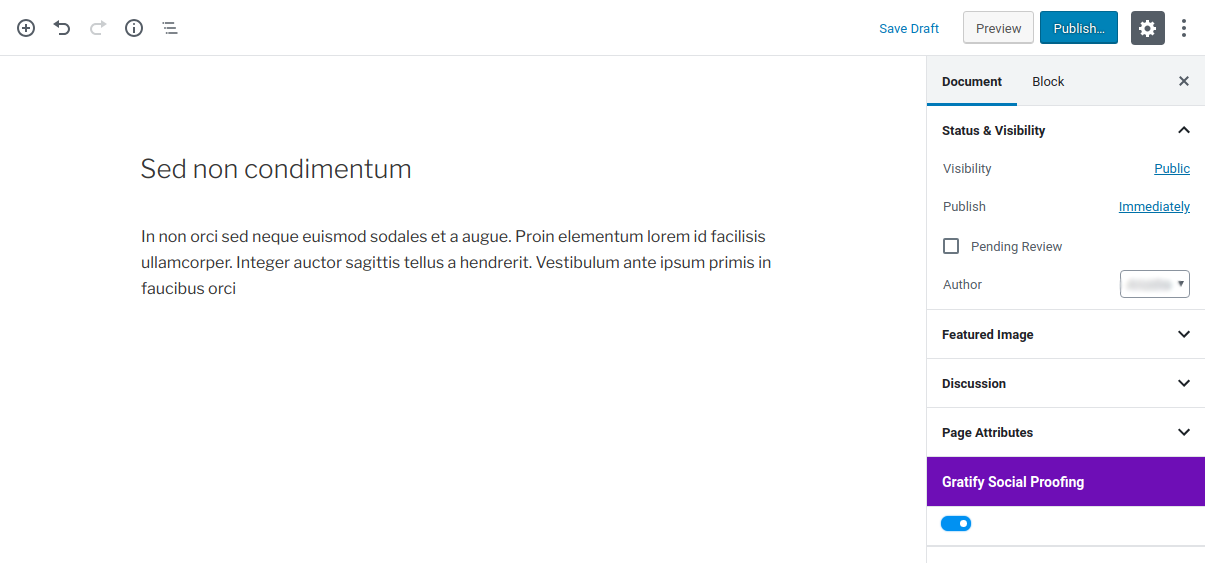 Save Draft Preview Publish...
Document Block
Sed non condimentum
In non orci sed neque euismod sodales et a augue. Proin elementum lorem id facilisis
ullamcorper. Integer auctor sagittis tellus a hendrerit. Vestibulum ante ipsum primis in
faucibus orci
Status & Visibility
Visibility Public
Publish Immediately
Pending Review
Author
Featured Image
Discussion
Page Attributes
Gratify Social Proofing